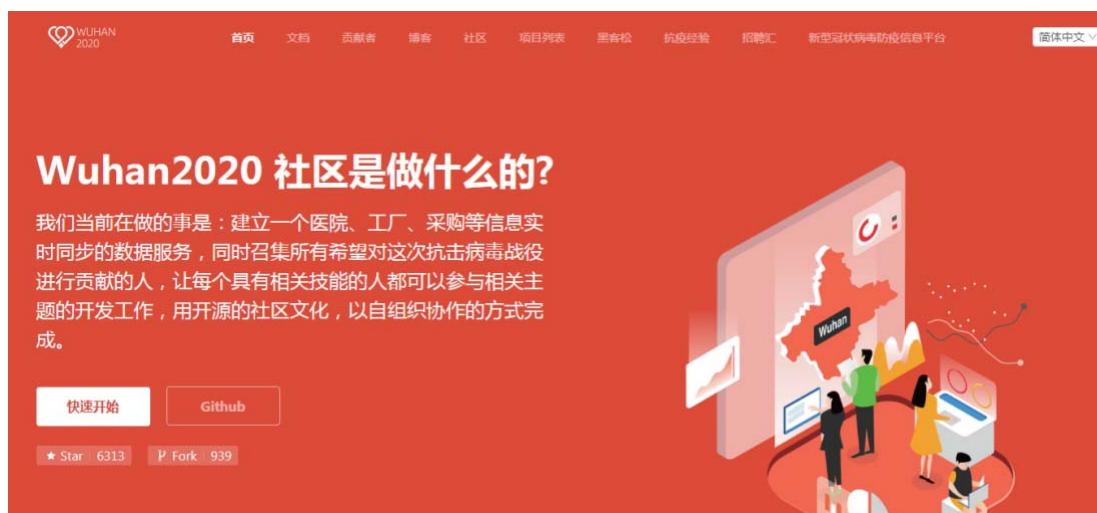 WUHAN
2020
首页 文档 贡献者 博客 社区 项目列表 黑客松 抗疫经验 招聘汇 新型冠状病毒防疫信息平台
简体中文
Wuhan2020 社区是做什么的?
我们当前在做的事是：建立一个医院、工厂、采购等信息实
时同步的数据服务，同时召集所有希望对这次抗击病毒战役
进行贡献的人，让每个具有相关技能的人都可以参与相关主
题的开发工作，用开源的社区文化，以自组织协作的方式完
成。
Wuhan
快速开始 Github
Star 6313 Fork 939